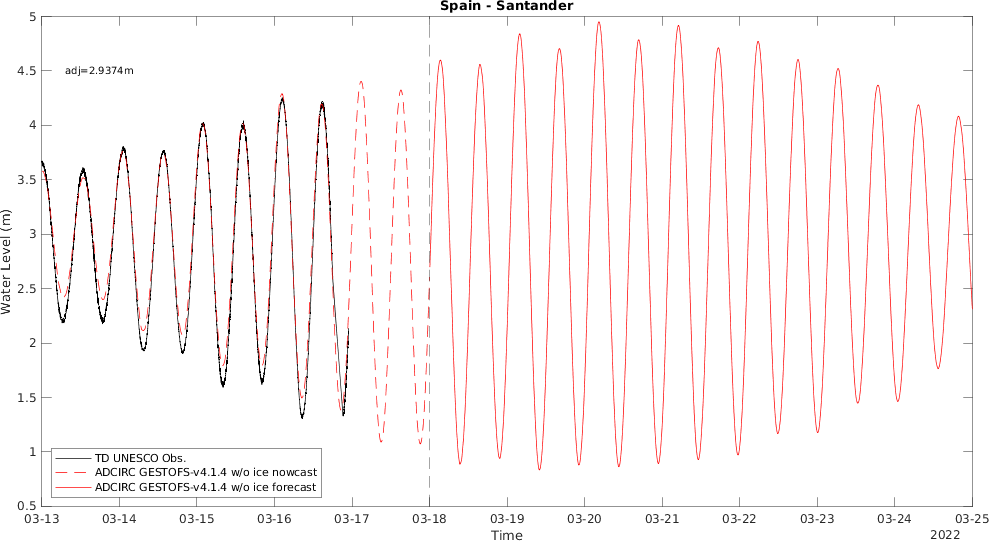 Spain - Santander
adj=2.9374m
Water Level (m)
5
4.5
4
3.5
3
2.5
2
1.5
1
0.5
TD UNESCO Obs.
ADCIRC GESTOFS-v4.1.4 w/o ice nowcast
ADCIRC GESTOFS-v4.1.4 w/o ice forecast
03-13 03-14 03-15 03-16 03-17 03-18 03-19 03-20 03-21 03-22 03-23 03-24 03-25
Time
2022